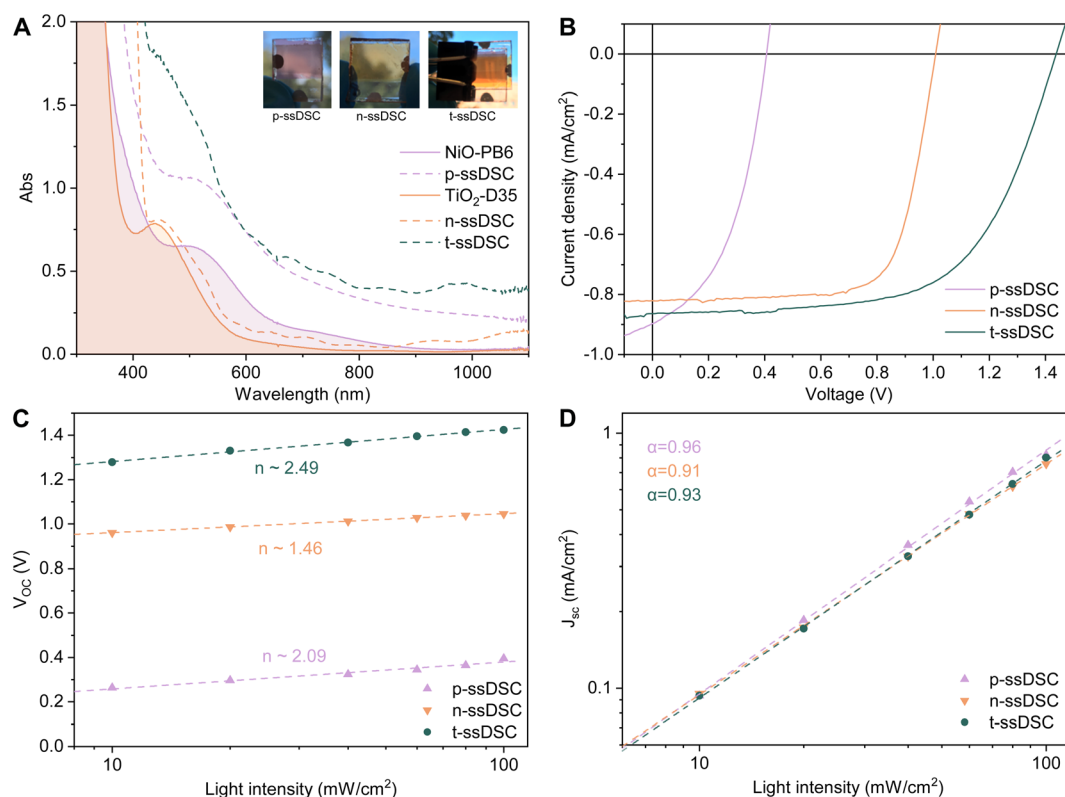 A
2.0
1.5
1.0
0.5
0.0
Abs
400
600
800
1000
Wavelength (nm)
p-ssDSC
n-ssDSC
t-ssDSC
NiO-PB6
p-ssDSC
TiO₂-D35
n-ssDSC
t-ssDSC
B
0.0
-0.2
-0.4
-0.6
-0.8
-1.0
Current density (mA/cm²)
0.0
0.2
0.4
0.6
0.8
1.0
1.2
1.4
Voltage (V)
p-ssDSC
n-ssDSC
t-ssDSC
C
1.4
1.2
1.0
0.8
0.6
0.4
0.2
0.0
V_OC (V)
n ~ 2.49
n ~ 1.46
n ~ 2.09
p-ssDSC
n-ssDSC
t-ssDSC
10
100
Light intensity (mW/cm²)
D
1
0.1
J_sc (mA/cm²)
α=0.96
α=0.91
α=0.93
p-ssDSC
n-ssDSC
t-ssDSC
10
100
Light intensity (mW/cm²)